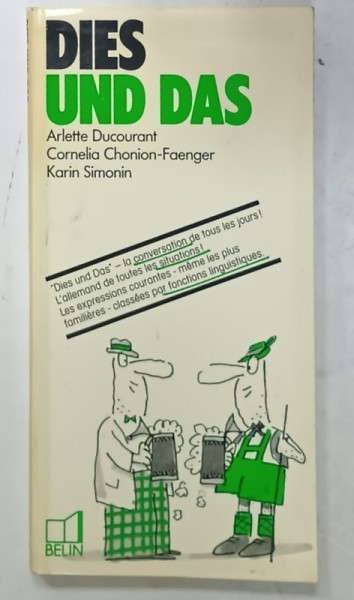 DIES
UND DAS
Arlette Ducourant
Cornelia Chonion-Faenger
Karin Simonin
"Dies und Das" – la conversation de tous les jours!
L'allemand de toutes les situations!
Les expressions courantes - même les plus
familières - classées par fonctions linguistiques.
BELIN